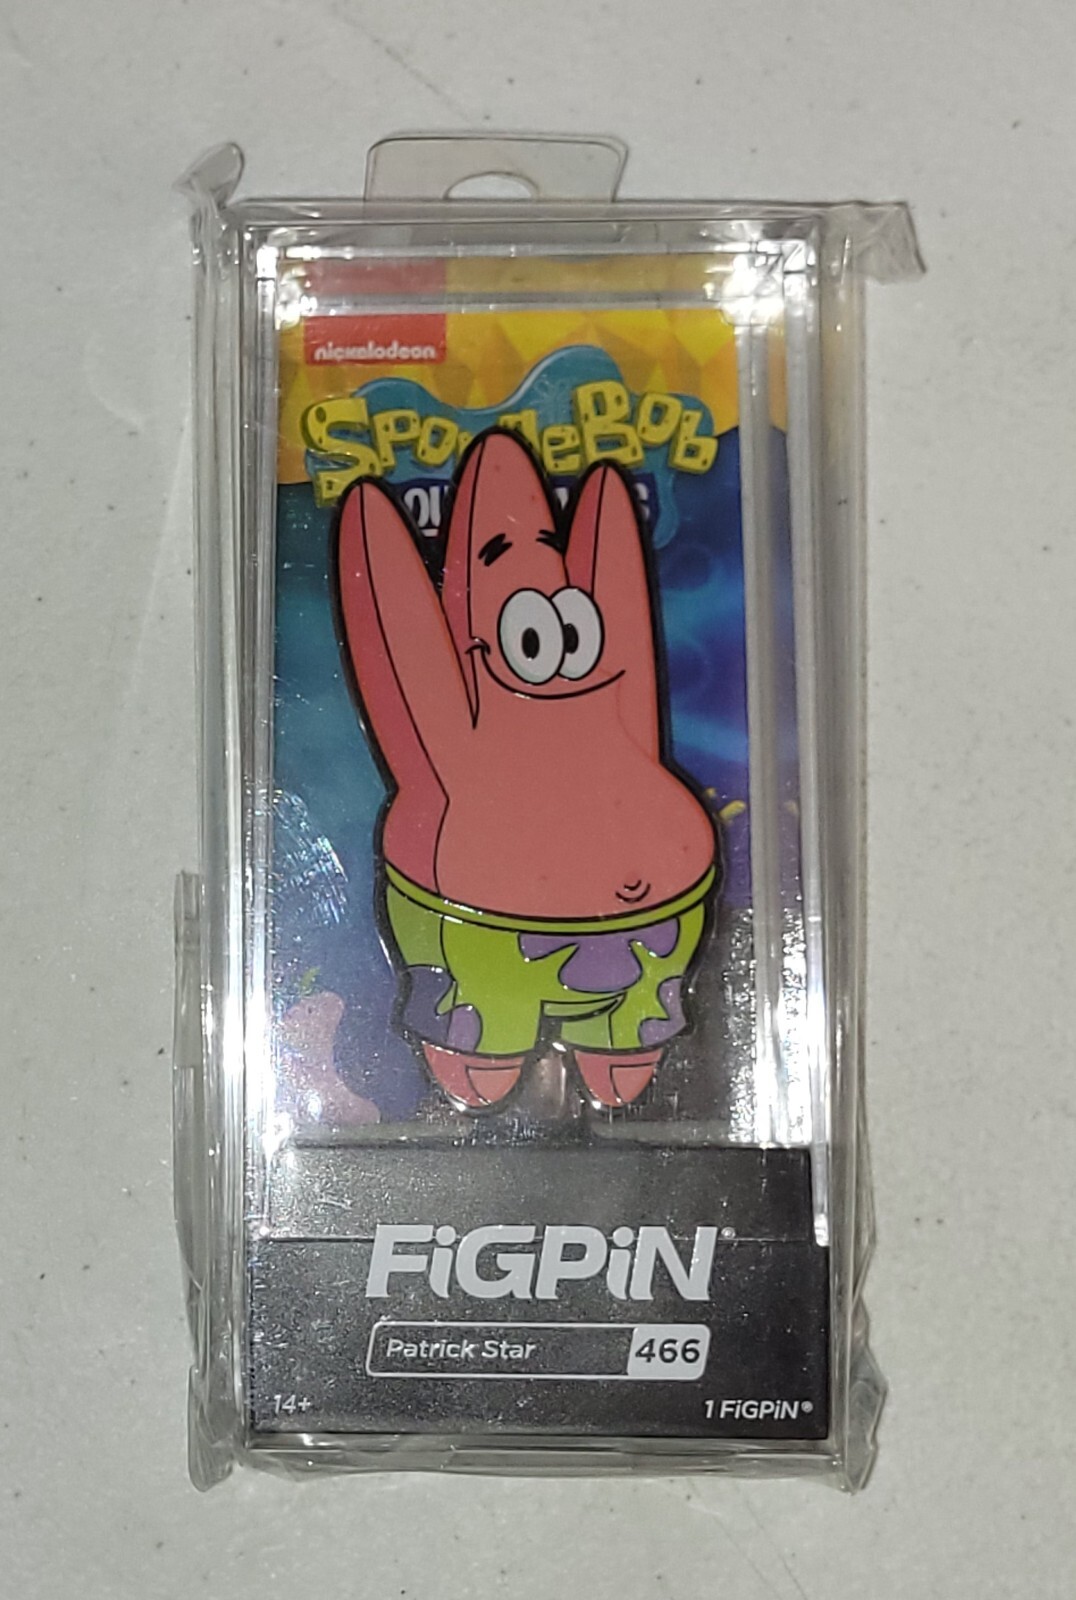 nickelodeon
FiGPiN®
Patrick Star 466
14+ 1 FiGPiN®